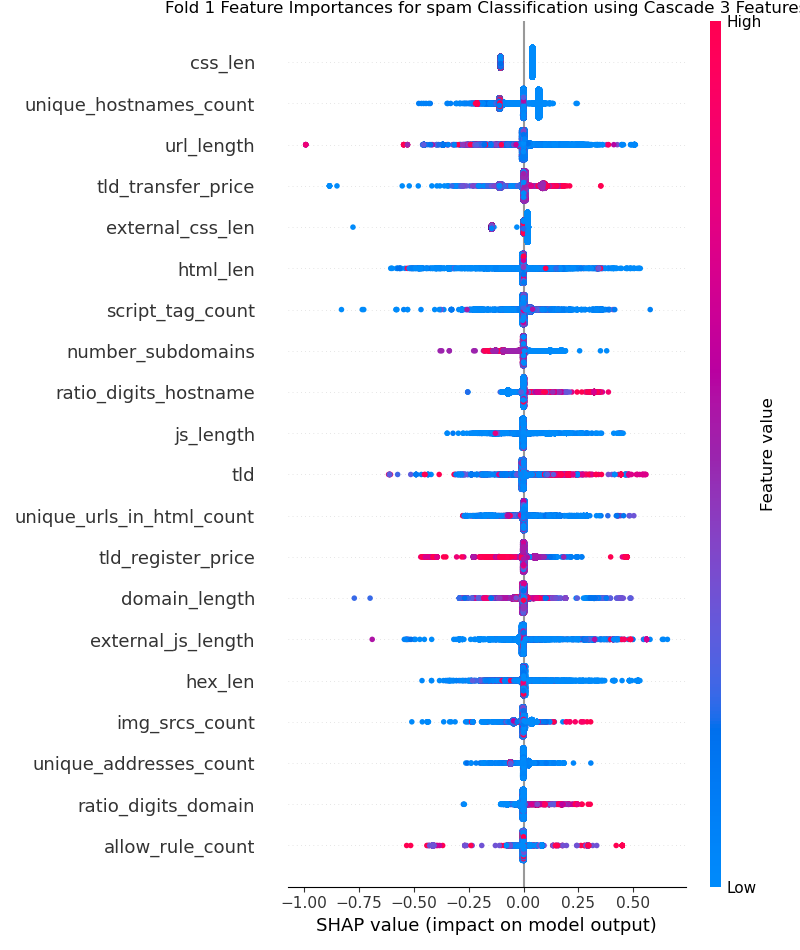 Fold 1 Feature Importances for spam Classification using Cascade 3 Features
High
css_len
unique_hostnames_count
url_length
tld_transfer_price
external_css_len
html_len
script_tag_count
number_subdomains
ratio_digits_hostname
js_length
tld
unique_urls_in_html_count
tld_register_price
domain_length
external_js_length
hex_len
img_srcs_count
unique_addresses_count
ratio_digits_domain
allow_rule_count
Feature value
Low
−1.00 −0.75 −0.50 −0.25 0.00 0.25 0.50
SHAP value (impact on model output)